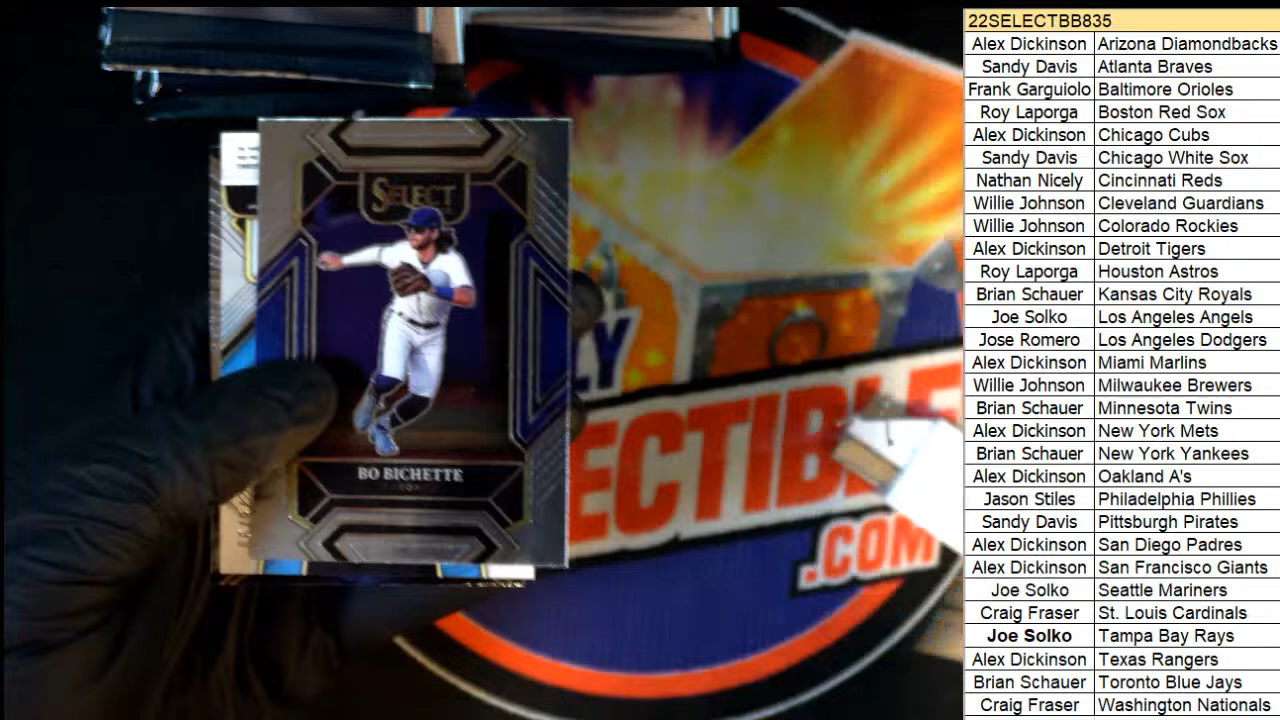 SELECT
BO BICHETTE
LY
ECTIBLE
.COM
22SELECTBB835
Alex Dickinson Arizona Diamondbacks
Sandy Davis Atlanta Braves
Frank Garguiolo Baltimore Orioles
Roy Laporga Boston Red Sox
Alex Dickinson Chicago Cubs
Sandy Davis Chicago White Sox
Nathan Nicely Cincinnati Reds
Willie Johnson Cleveland Guardians
Willie Johnson Colorado Rockies
Alex Dickinson Detroit Tigers
Roy Laporga Houston Astros
Brian Schauer Kansas City Royals
Joe Solko Los Angeles Angels
Jose Romero Los Angeles Dodgers
Alex Dickinson Miami Marlins
Willie Johnson Milwaukee Brewers
Brian Schauer Minnesota Twins
Alex Dickinson New York Mets
Brian Schauer New York Yankees
Alex Dickinson Oakland A's
Jason Stiles Philadelphia Phillies
Sandy Davis Pittsburgh Pirates
Alex Dickinson San Diego Padres
Alex Dickinson San Francisco Giants
Joe Solko Seattle Mariners
Craig Fraser St. Louis Cardinals
Joe Solko Tampa Bay Rays
Alex Dickinson Texas Rangers
Brian Schauer Toronto Blue Jays
Craig Fraser Washington Nationals